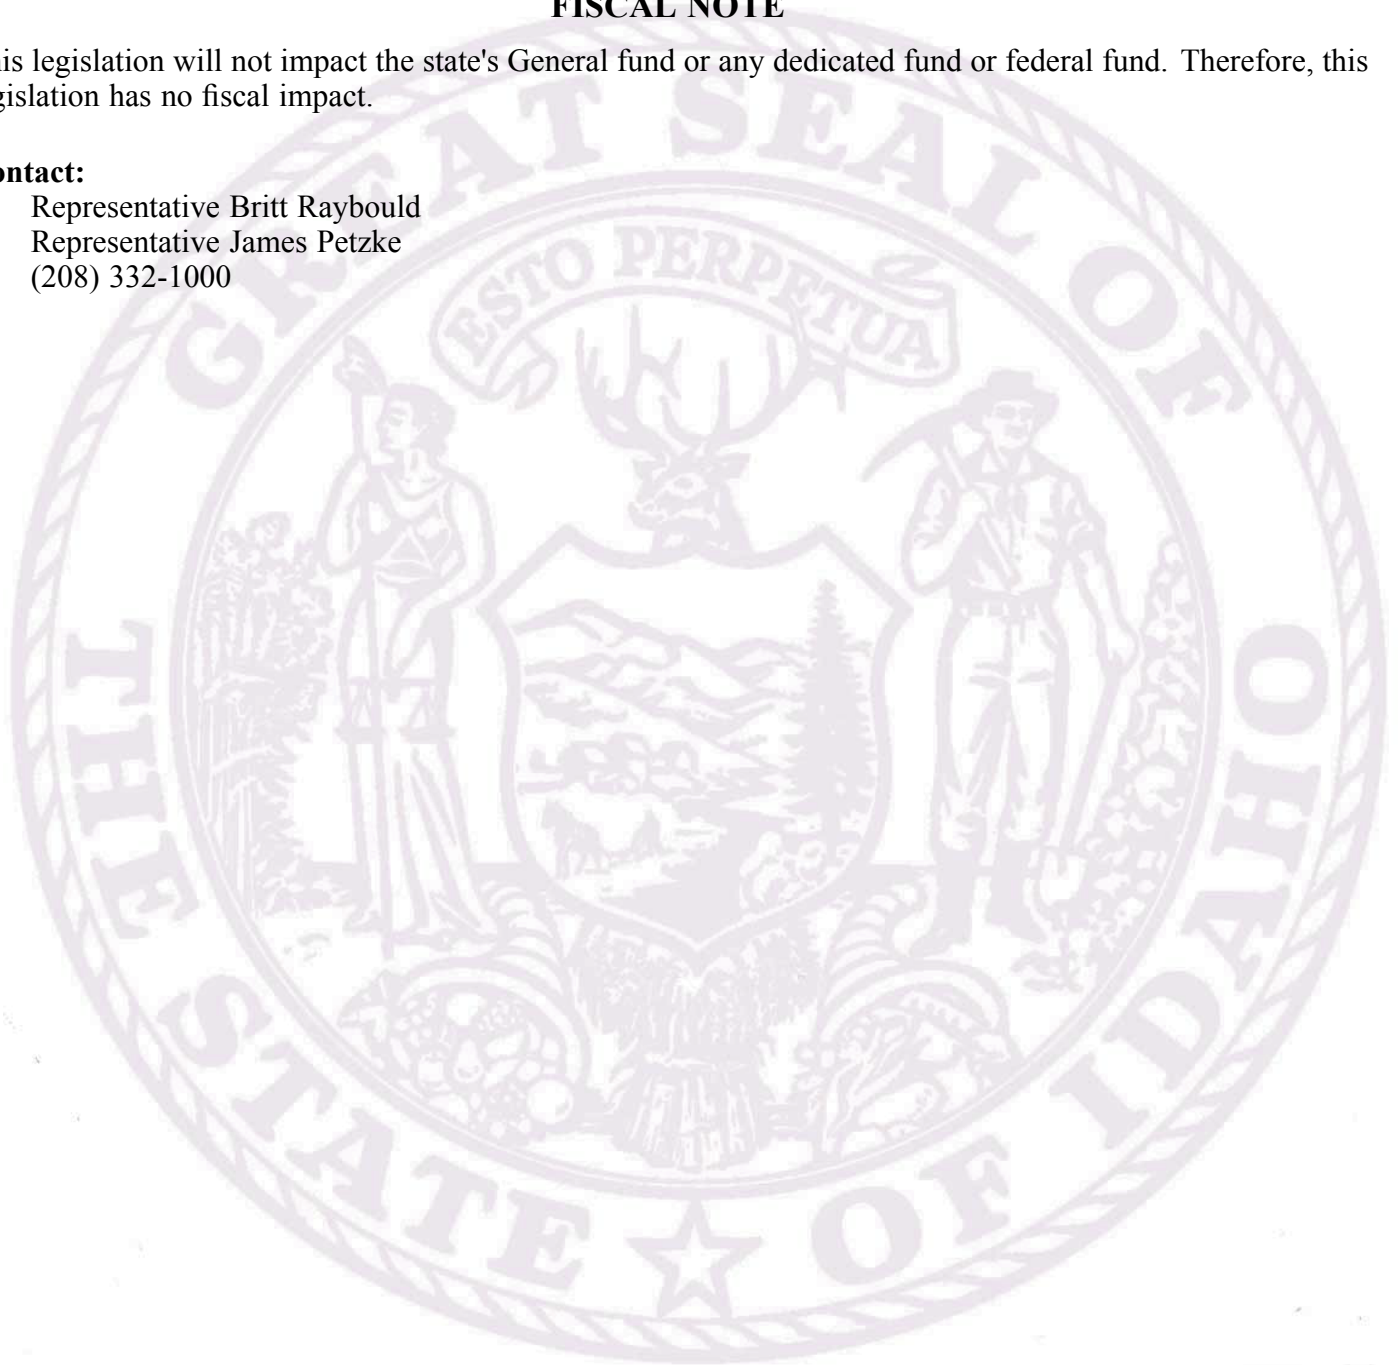 FISCAL NOTE
is legislation will not impact the state's General fund or any dedicated fund or federal fund. Therefore, this
gislation has no fiscal impact.
ontact:
Representative Britt Raybould
Representative James Petzke
(208) 332-1000
GREAT SEAL OF
ESTO PERPETUA
THE
STATE OF IDAHO